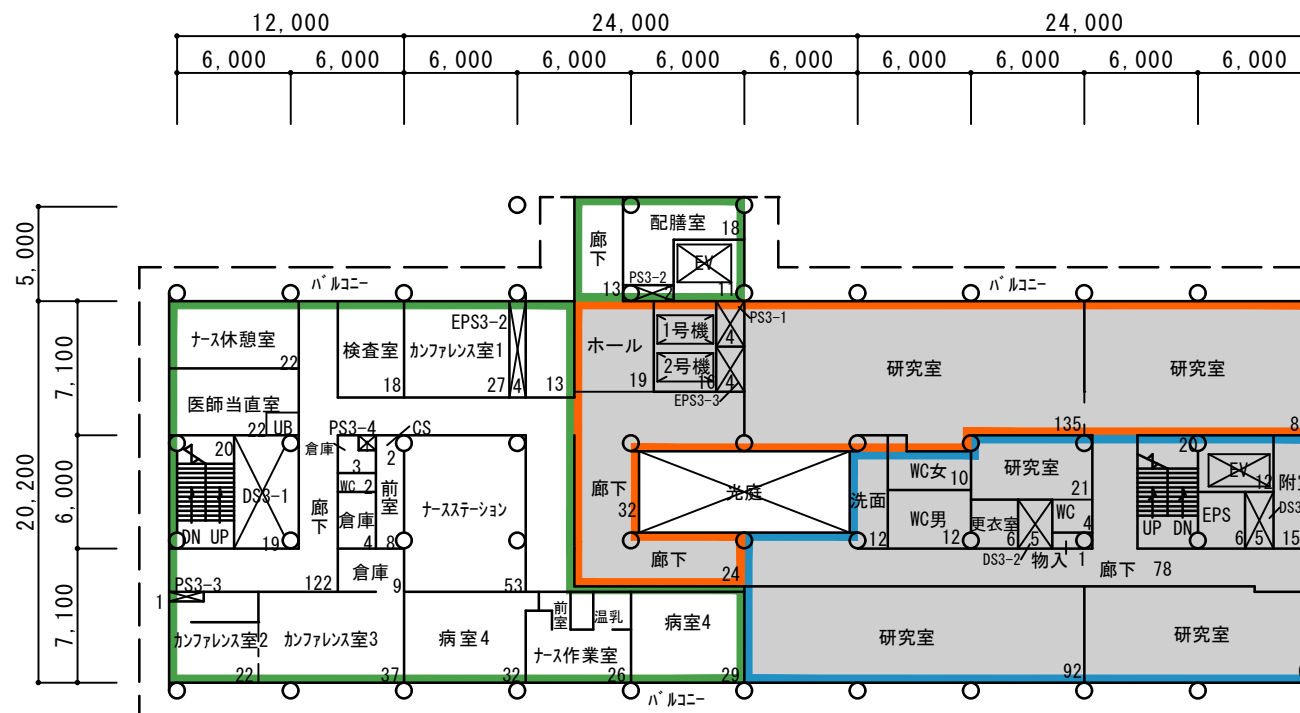 12,000
24,000
24,000
6,000
6,000
6,000
6,000
6,000
6,000
6,000
6,000
6,000
6,000
5,000
7,100
20,200
6,000
7,100
配膳室
18
廊下
PS3-2
2
EV
13
11
バルコニー
バルコニー
PS3-1
ナース休憩室
22
検査室
18
EPS3-2
カンファレンス室1
27
4
13
ホール
19
1号機
2号機
16
4
4
EPS3-3
研究室
135
研究室
医師当直室
22
UB
PS3-4
CS
倉庫
3
2
WC
2
前室
8
倉庫
4
倉庫
9
20
DS3-1
DN
UP
19
廊下
122
ナースステーション
53
廊下
32
光庭
洗面
12
WC女
10
WC男
12
研究室
21
更衣室
6
5
WC
4
DS3-2
物入
1
20
UP
DN
EV
12
EPS
6
5
15
廊下
24
廊下
78
PS3-3
1
カンファレンス室2
22
カンファレンス室3
37
病室4
32
前室
温乳
ナース作業室
26
病室4
29
研究室
92
研究室
バルコニー